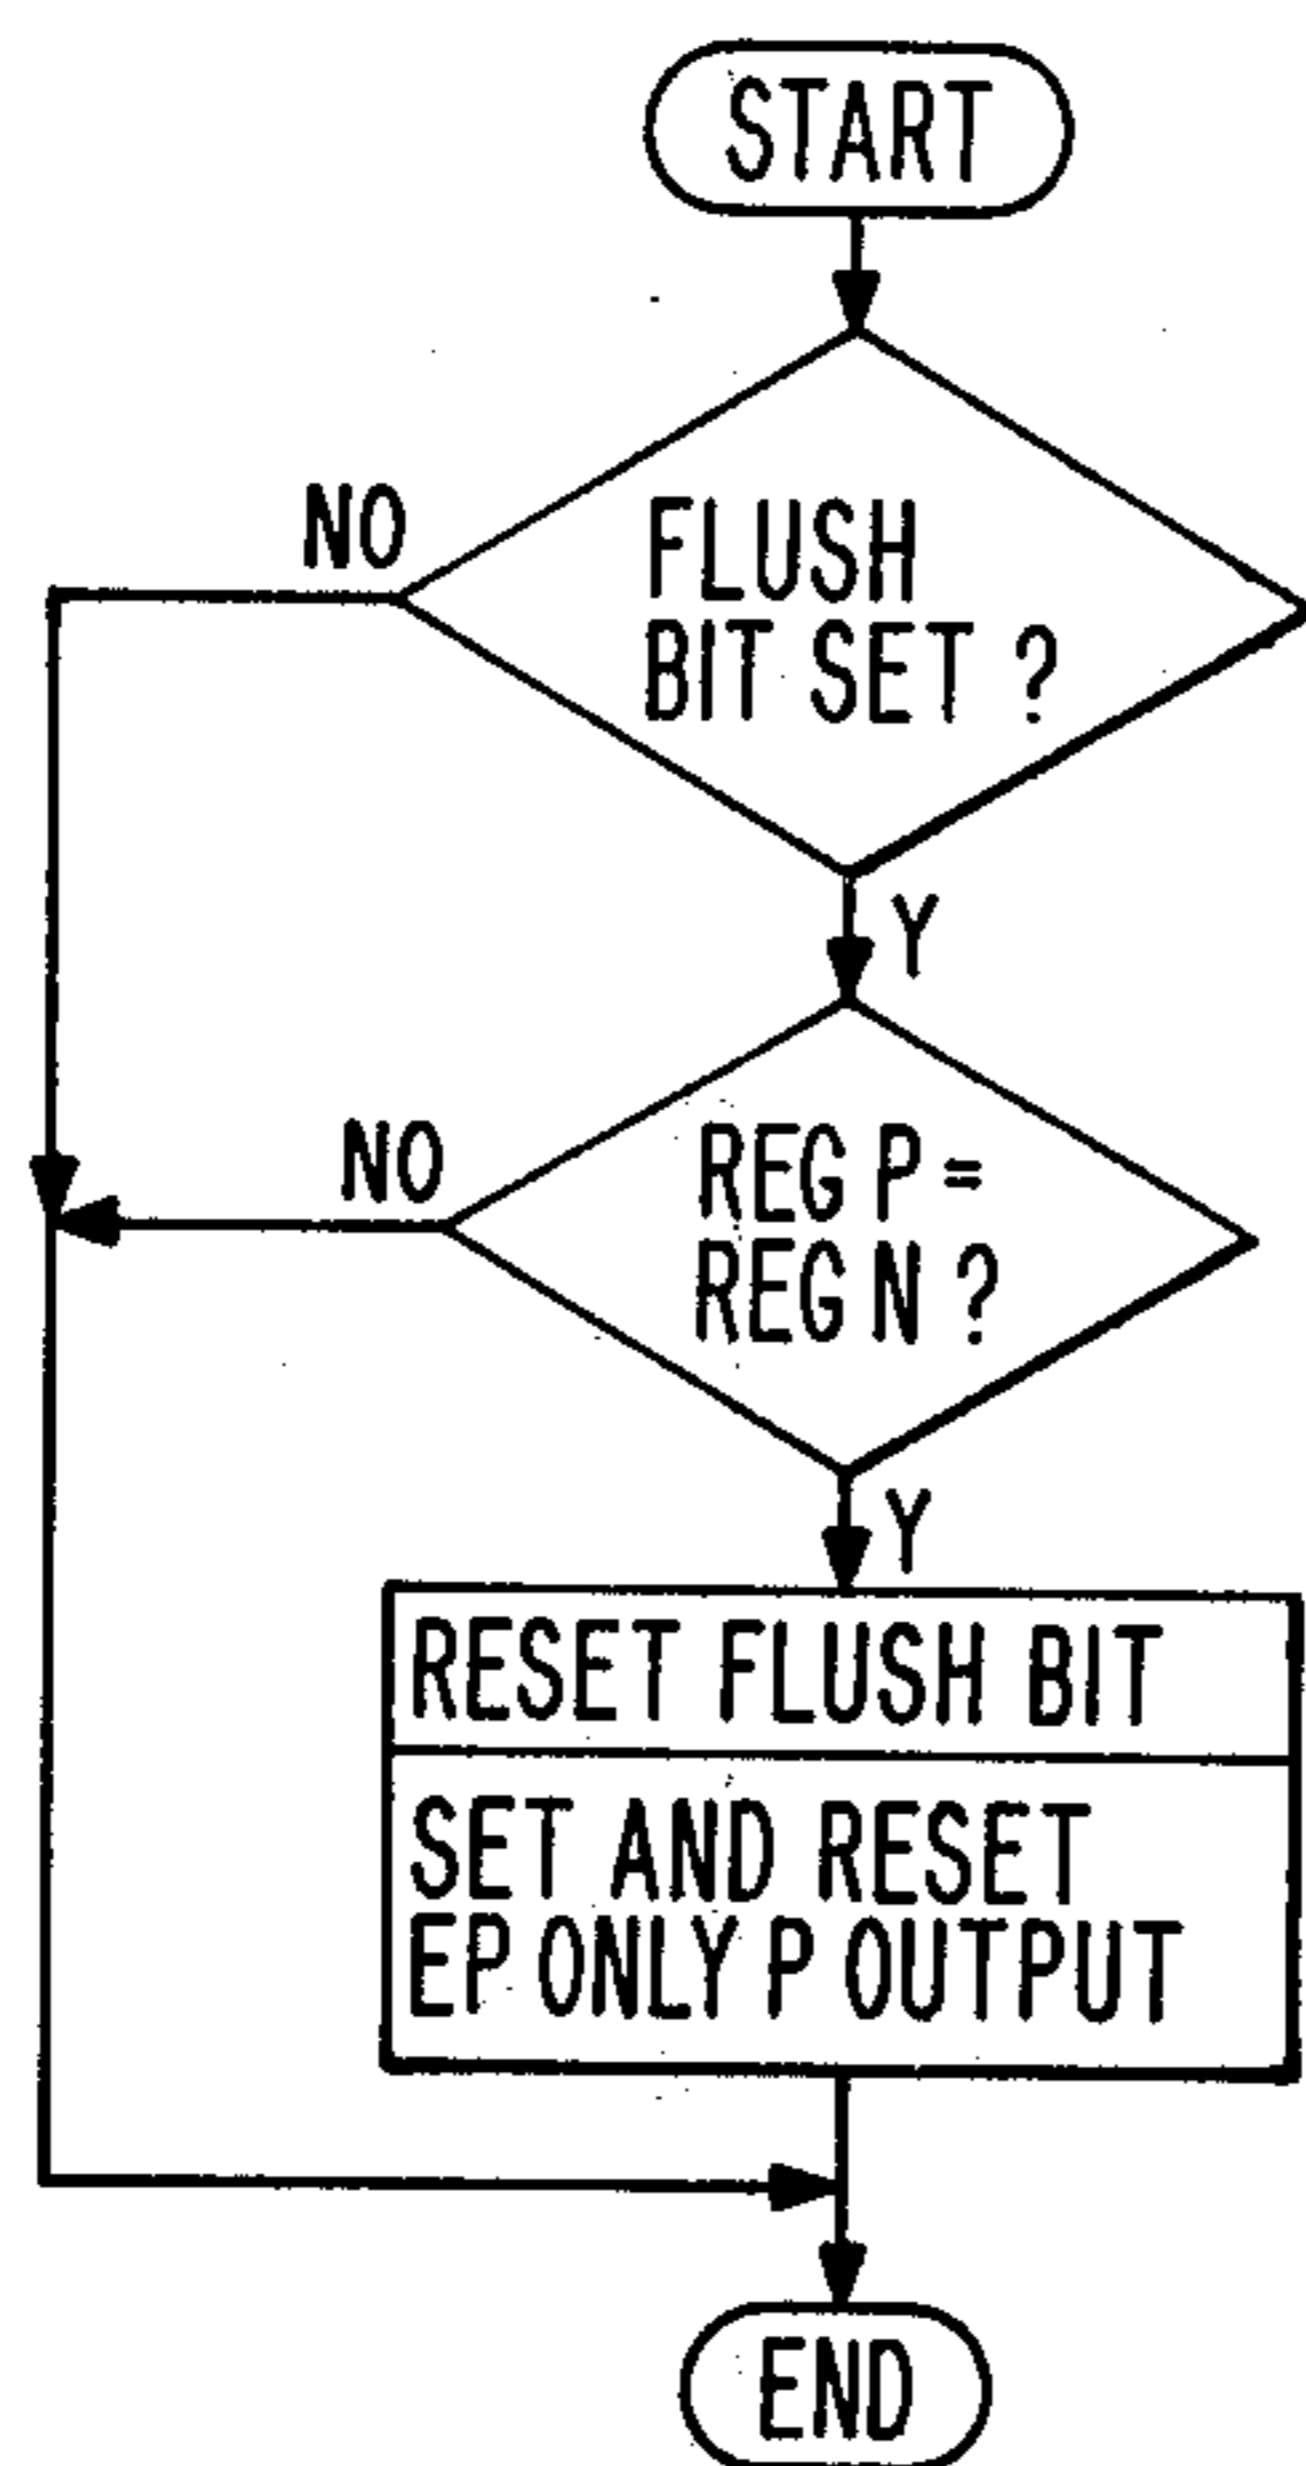 START
NO
FLUSH
BIT SET ?
Y
NO
REG P =
REG N ?
Y
RESET FLUSH BIT
SET AND RESET
EP ONLY P OUTPUT
END